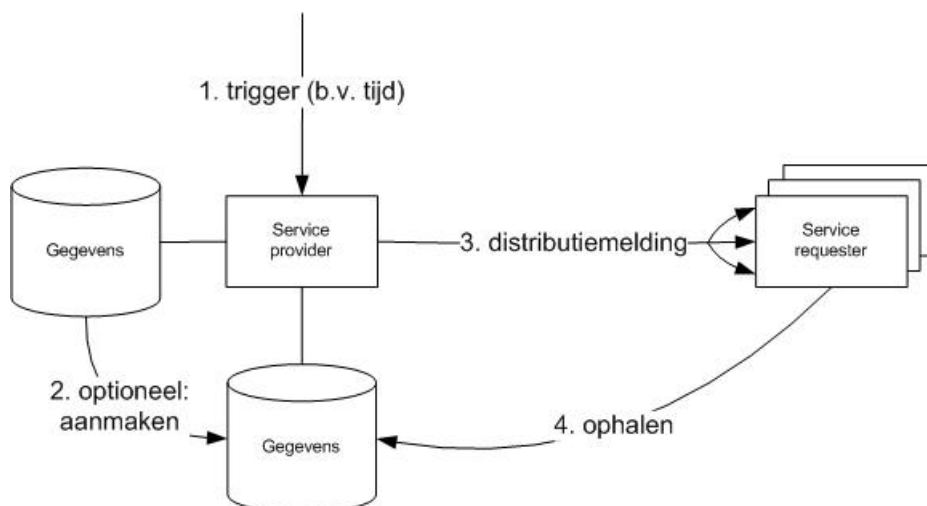 1. trigger (b.v. tijd)
Gegevens
Service
provider
3. distributiemelding
Service
requester
2. optioneel:
aanmaken
Gegevens
4. ophalen